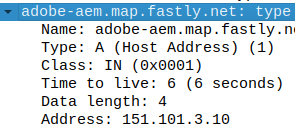 adobe-aem.map.fastly.net: type
Name: adobe-aem.map.fastly.ne
Type: A (Host Address) (1)
Class: IN (0x0001)
Time to live: 6 (6 seconds)
Data length: 4
Address: 151.101.3.10